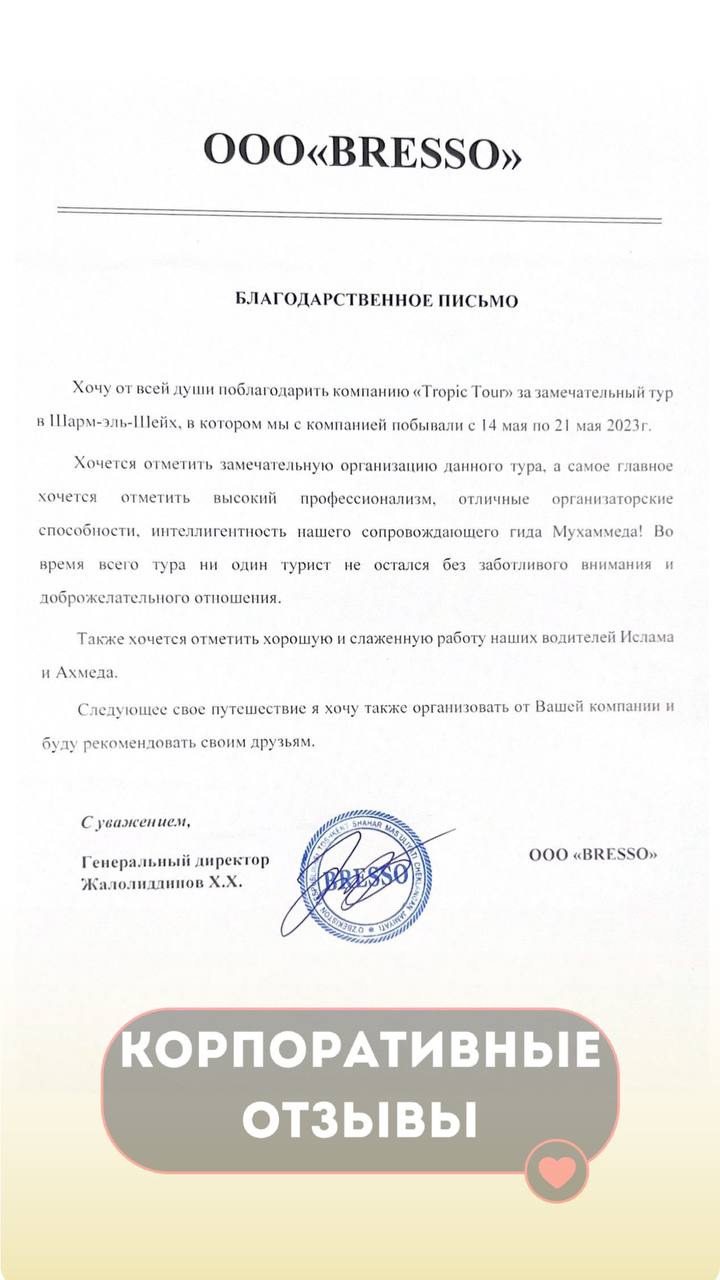 ООО«BRESSO»
БЛАГОДАРСТВЕННОЕ ПИСЬМО
Хочу от всей души поблагодарить компанию «Tropic Tour» за замечательный тур
в Шарм-эль-Шейх, в котором мы с компанией побывали с 14 мая по 21 мая 2023г.
Хочется отметить замечательную организацию данного тура, а самое главное
хочется отметить высокий профессионализм, отличные организаторские
способности, интеллигентность нашего сопровождающего гида Мухаммеда! Во
время всего тура ни один турист не остался без заботливого внимания и
доброжелательного отношения.
Также хочется отметить хорошую и слаженную работу наших водителей Ислама
и Ахмеда.
Следующее свое путешествие я хочу также организовать от Вашей компании и
буду рекомендовать своим друзьям.
С уважением,
Генеральный директор
Жалолиддинов Х.Х.
TOSHKENT SHAHAR MAS'ULIYATI CHEKLANGAN JAMIYATI
BRESSO
ООО «BRESSO»
КОРПОРАТИВНЫЕ
ОТЗЫВЫ